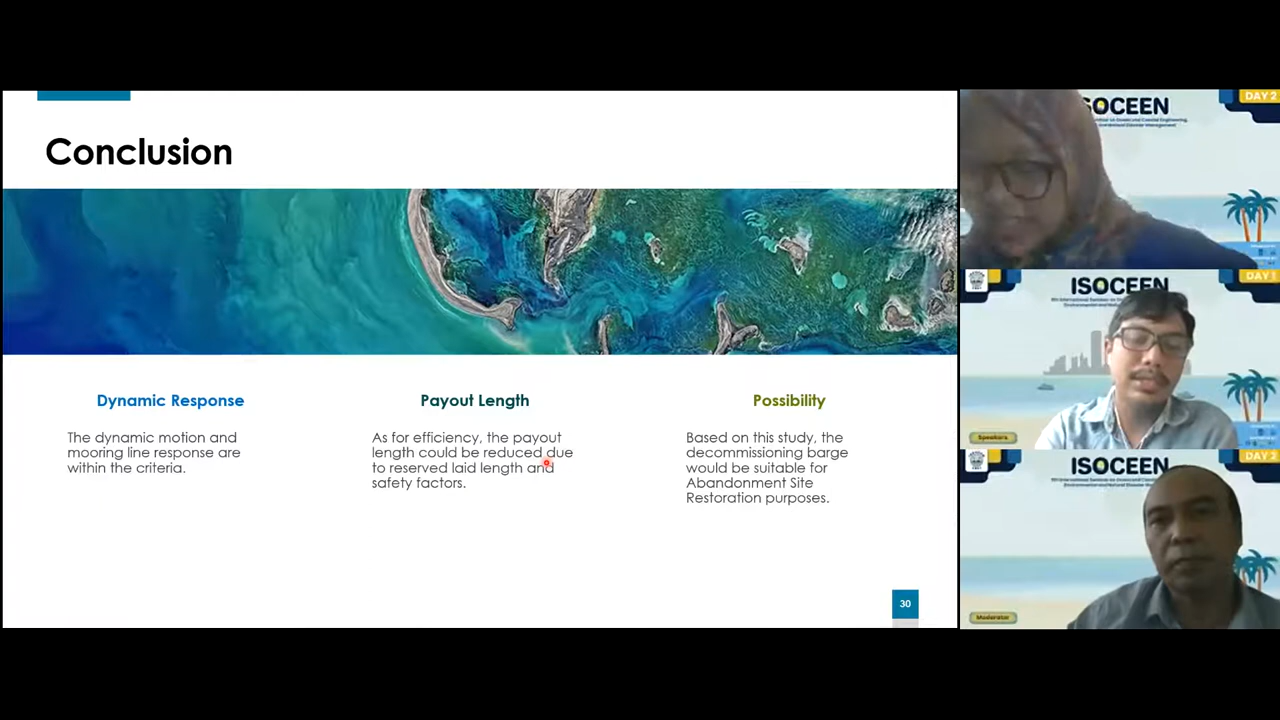 Conclusion
Dynamic Response
The dynamic motion and
mooring line response are
within the criteria.
Payout Length
As for efficiency, the payout
length could be reduced due
to reserved laid length and
safety factors.
Possibility
Based on this study, the
decommissioning barge
would be suitable for
Abandonment Site
Restoration purposes.
30
ISOCEEN
DAY 2
ISOCEEN
DAY 1
Speakers
ISOCEEN
DAY 2
Moderator